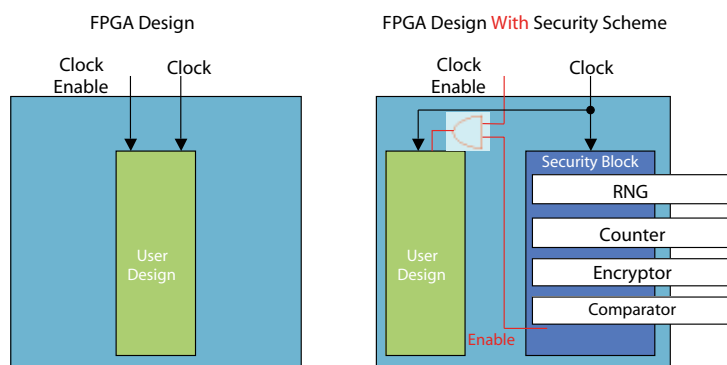 FPGA Design
Clock
Enable
Clock
User
Design
FPGA Design With Security Scheme
Clock
Enable
Clock
User
Design
Security Block
RNG
Counter
Encryptor
Comparator
Enable